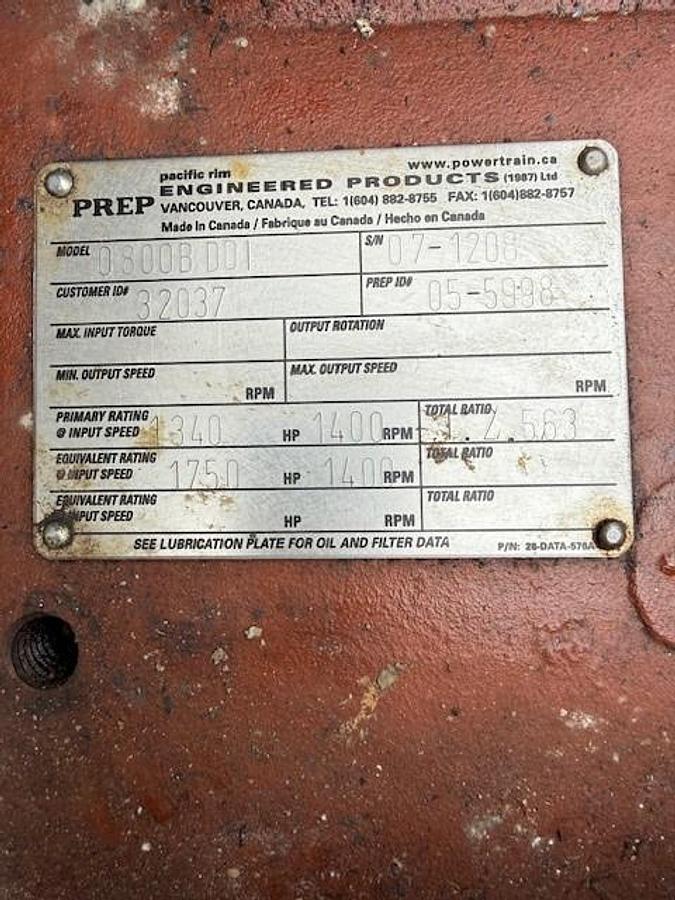 pacific rim www.powertrain.ca
PREP ENGINEERED PRODUCTS (1987) Ltd
VANCOUVER, CANADA, TEL: 1(604) 882-8755 FAX: 1(604)882-8757
Made In Canada / Fabrique au Canada / Hecho en Canada
MODEL 0800B DD1 S/N 07-1208
CUSTOMER ID# 32037 PREP ID# 05-5998
MAX. INPUT TORQUE OUTPUT ROTATION
MIN. OUTPUT SPEED RPM MAX. OUTPUT SPEED RPM
PRIMARY RATING TOTAL RATIO
@ INPUT SPEED 1340 HP 1400 RPM 1.2.563
EQUIVALENT RATING TOTAL RATIO
@ INPUT SPEED 1750 HP 1400 RPM
EQUIVALENT RATING TOTAL RATIO
@ INPUT SPEED HP RPM
SEE LUBRICATION PLATE FOR OIL AND FILTER DATA P/N: 28-DATA-576A